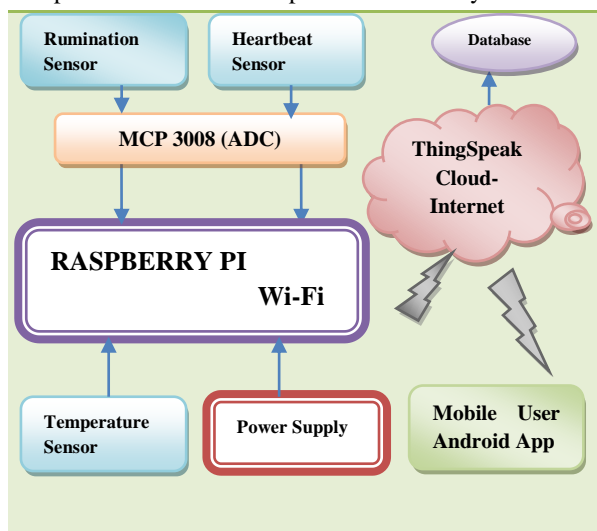 Rumination
Sensor
Heartbeat
Sensor
Database
MCP 3008 (ADC)
ThingSpeak
Cloud-
Internet
RASPBERRY PI
Wi-Fi
Temperature
Sensor
Power Supply
Mobile User
Android App